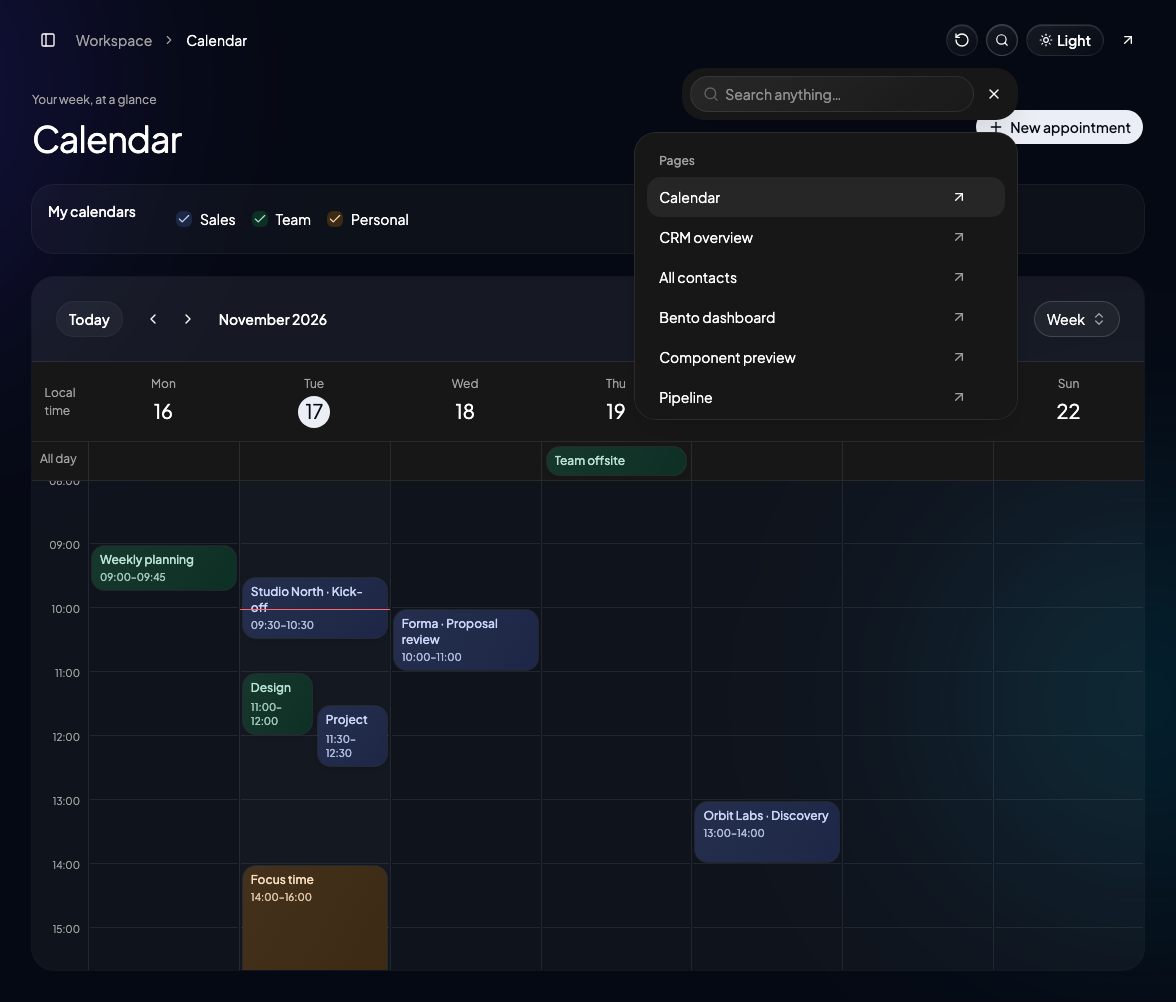 Workspace > Calendar
Light
Search anything...
Your week, at a glance
Calendar
New appointment
Pages
Calendar
CRM overview
All contacts
Bento dashboard
Component preview
Pipeline
My calendars
Sales
Team
Personal
Today
November 2026
Week
Local
time
Mon
16
Tue
17
Wed
18
Thu
19
Sun
22
All day
Team offsite
08:00
09:00
10:00
11:00
12:00
13:00
14:00
15:00
Weekly planning
09:00–09:45
Studio North · Kick-
off
09:30–10:30
Forma · Proposal
review
10:00–11:00
Design
11:00–
12:00
Project
11:30–
12:30
Orbit Labs · Discovery
13:00–14:00
Focus time
14:00–16:00